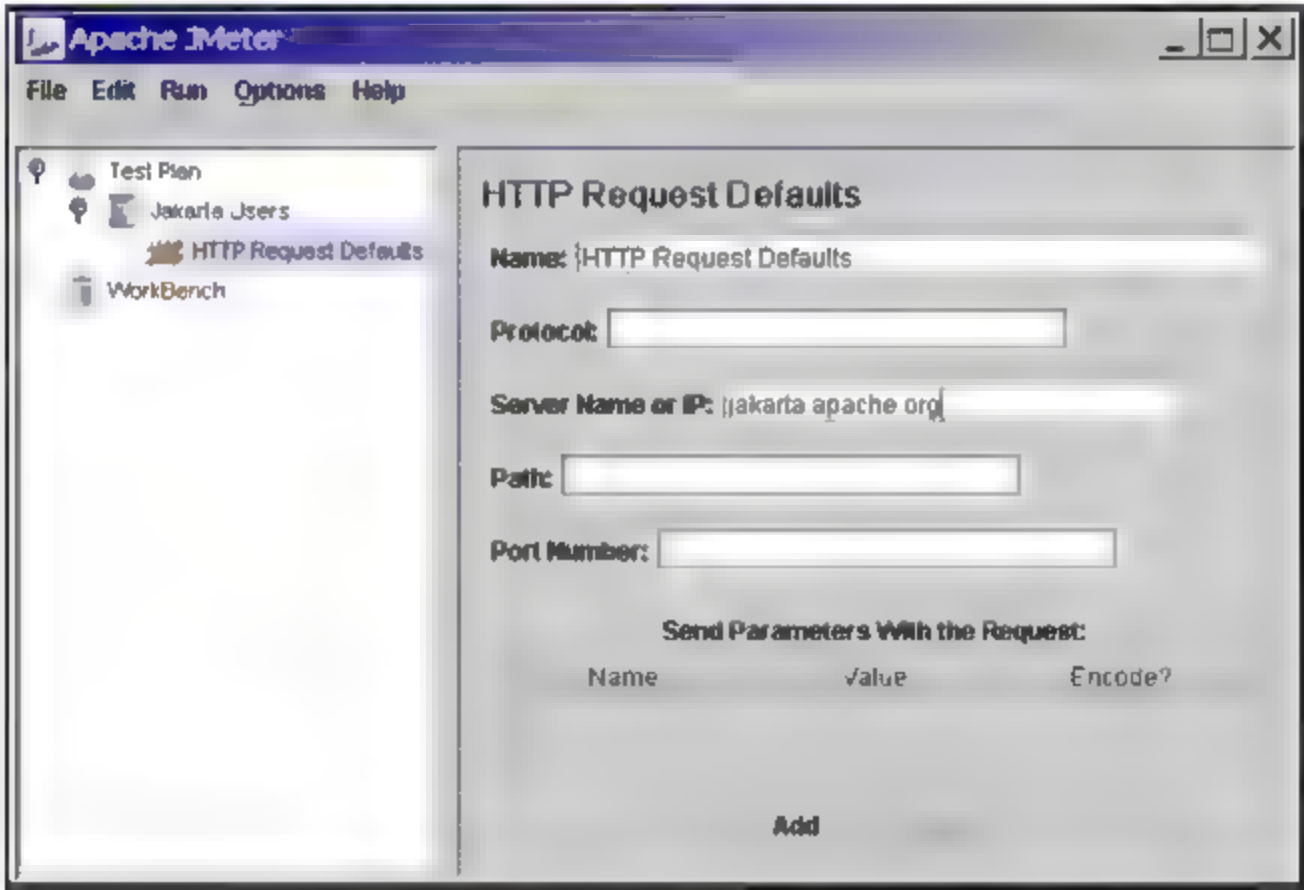 Apache JMeter
File Edit Run Options Help
Test Plan
Jakarta Users
HTTP Request Defaults
WorkBench
HTTP Request Defaults
Name: HTTP Request Defaults
Protocol:
Server Name or IP: jakarta.apache.org
Path:
Port Number:
Send Parameters With the Request:
Name Value Encode?
Add